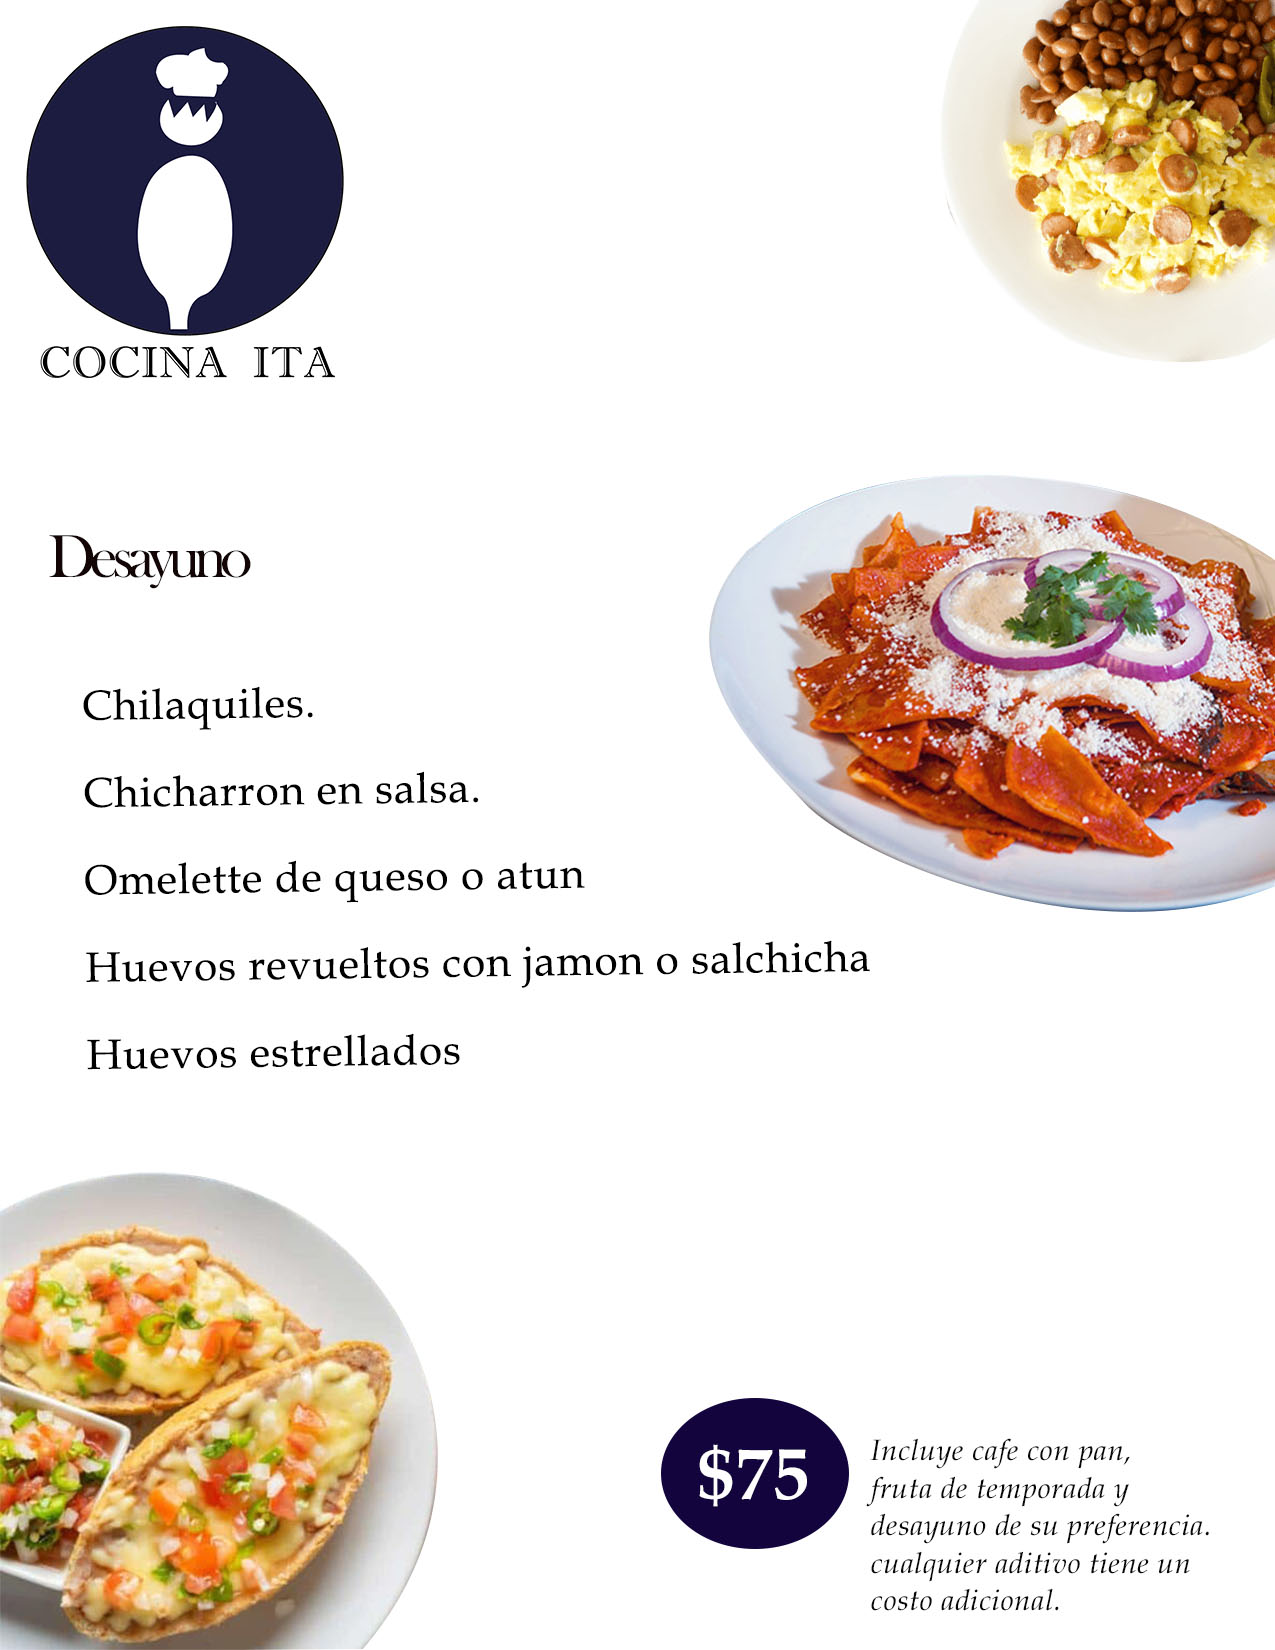 COCINA ITA
Desayuno
Chilaquiles.
Chicharron en salsa.
Omelette de queso o atun
Huevos revueltos con jamon o salchicha
Huevos estrellados
$75
Incluye cafe con pan,
fruta de temporada y
desayuno de su preferencia.
cualquier aditivo tiene un
costo adicional.